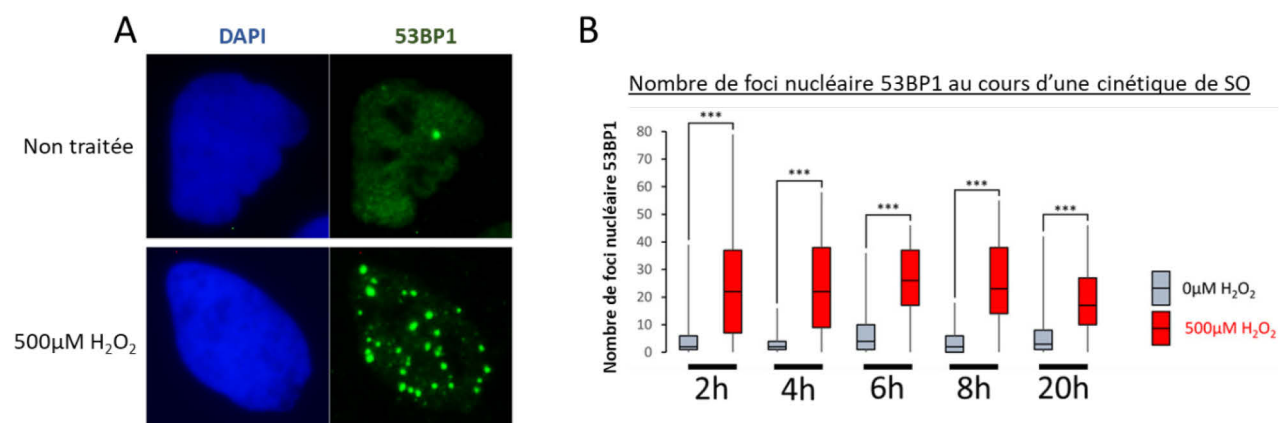 A
DAPI
53BP1
Non traitée
500µM H₂O₂
B
Nombre de foci nucléaire 53BP1 au cours d'une cinétique de SO
Nombre de foci nucléaire 53BP1
80
70
60
50
40
30
20
10
0
***
***
***
***
***
2h
4h
6h
8h
20h
0µM H₂O₂
500µM H₂O₂